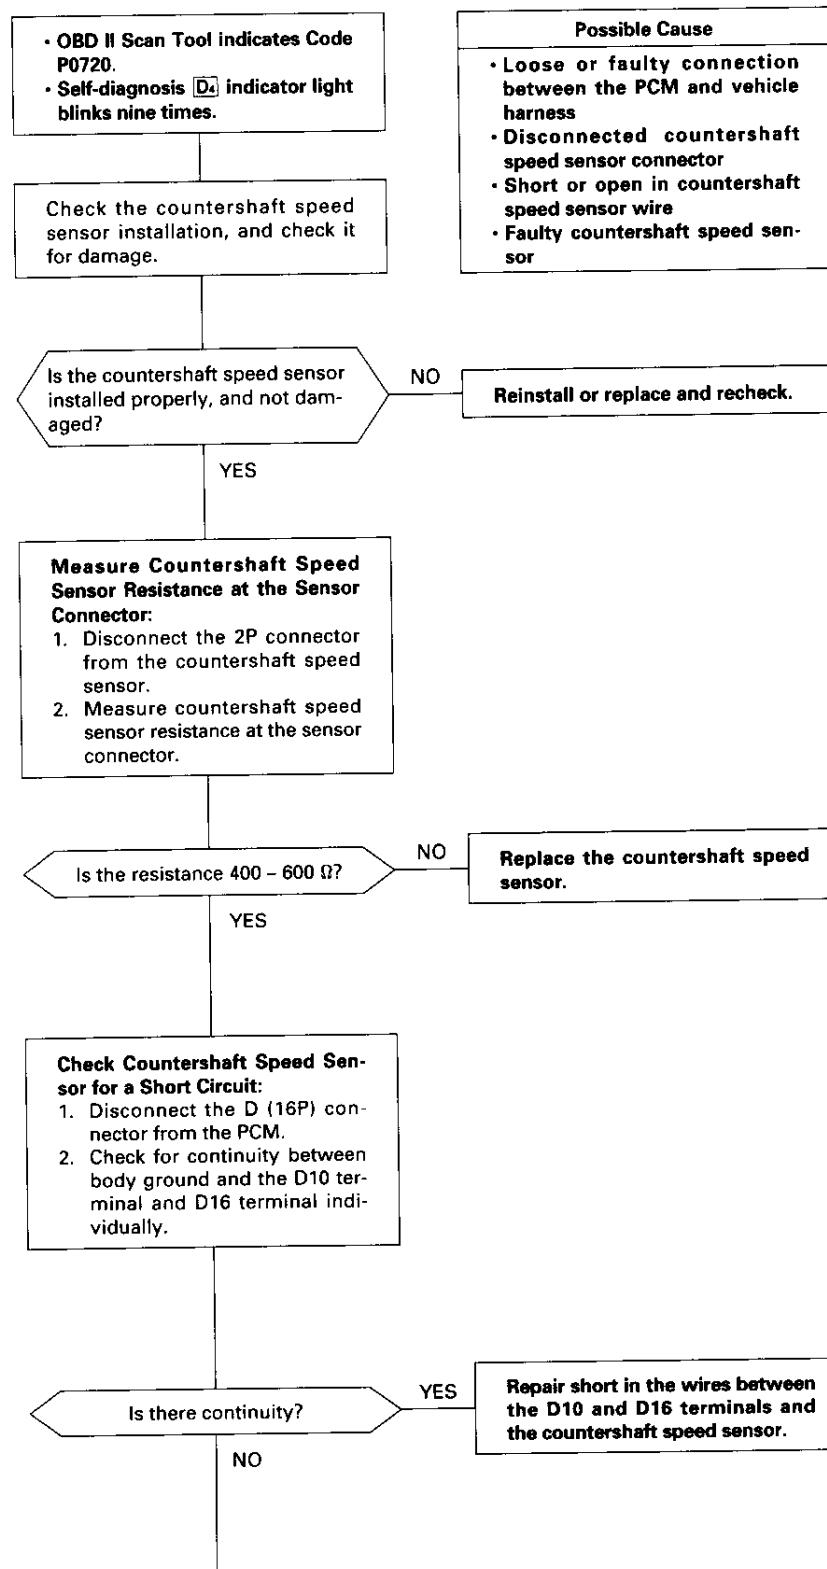 • OBD II Scan Tool indicates Code
P0720.
• Self-diagnosis D4 indicator light
blinks nine times.
Possible Cause
• Loose or faulty connection
between the PCM and vehicle
harness
• Disconnected countershaft
speed sensor connector
• Short or open in countershaft
speed sensor wire
• Faulty countershaft speed sen-
sor
Check the countershaft speed
sensor installation, and check it
for damage.
Is the countershaft speed sensor
installed properly, and not dam-
aged?
NO
Reinstall or replace and recheck.
YES
Measure Countershaft Speed
Sensor Resistance at the Sensor
Connector:
1. Disconnect the 2P connector
from the countershaft speed
sensor.
2. Measure countershaft speed
sensor resistance at the sensor
connector.
Is the resistance 400 – 600 Ω?
NO
Replace the countershaft speed
sensor.
YES
Check Countershaft Speed Sen-
sor for a Short Circuit:
1. Disconnect the D (16P) con-
nector from the PCM.
2. Check for continuity between
body ground and the D10 ter-
minal and D16 terminal indi-
vidually.
Is there continuity?
YES
Repair short in the wires between
the D10 and D16 terminals and
the countershaft speed sensor.
NO